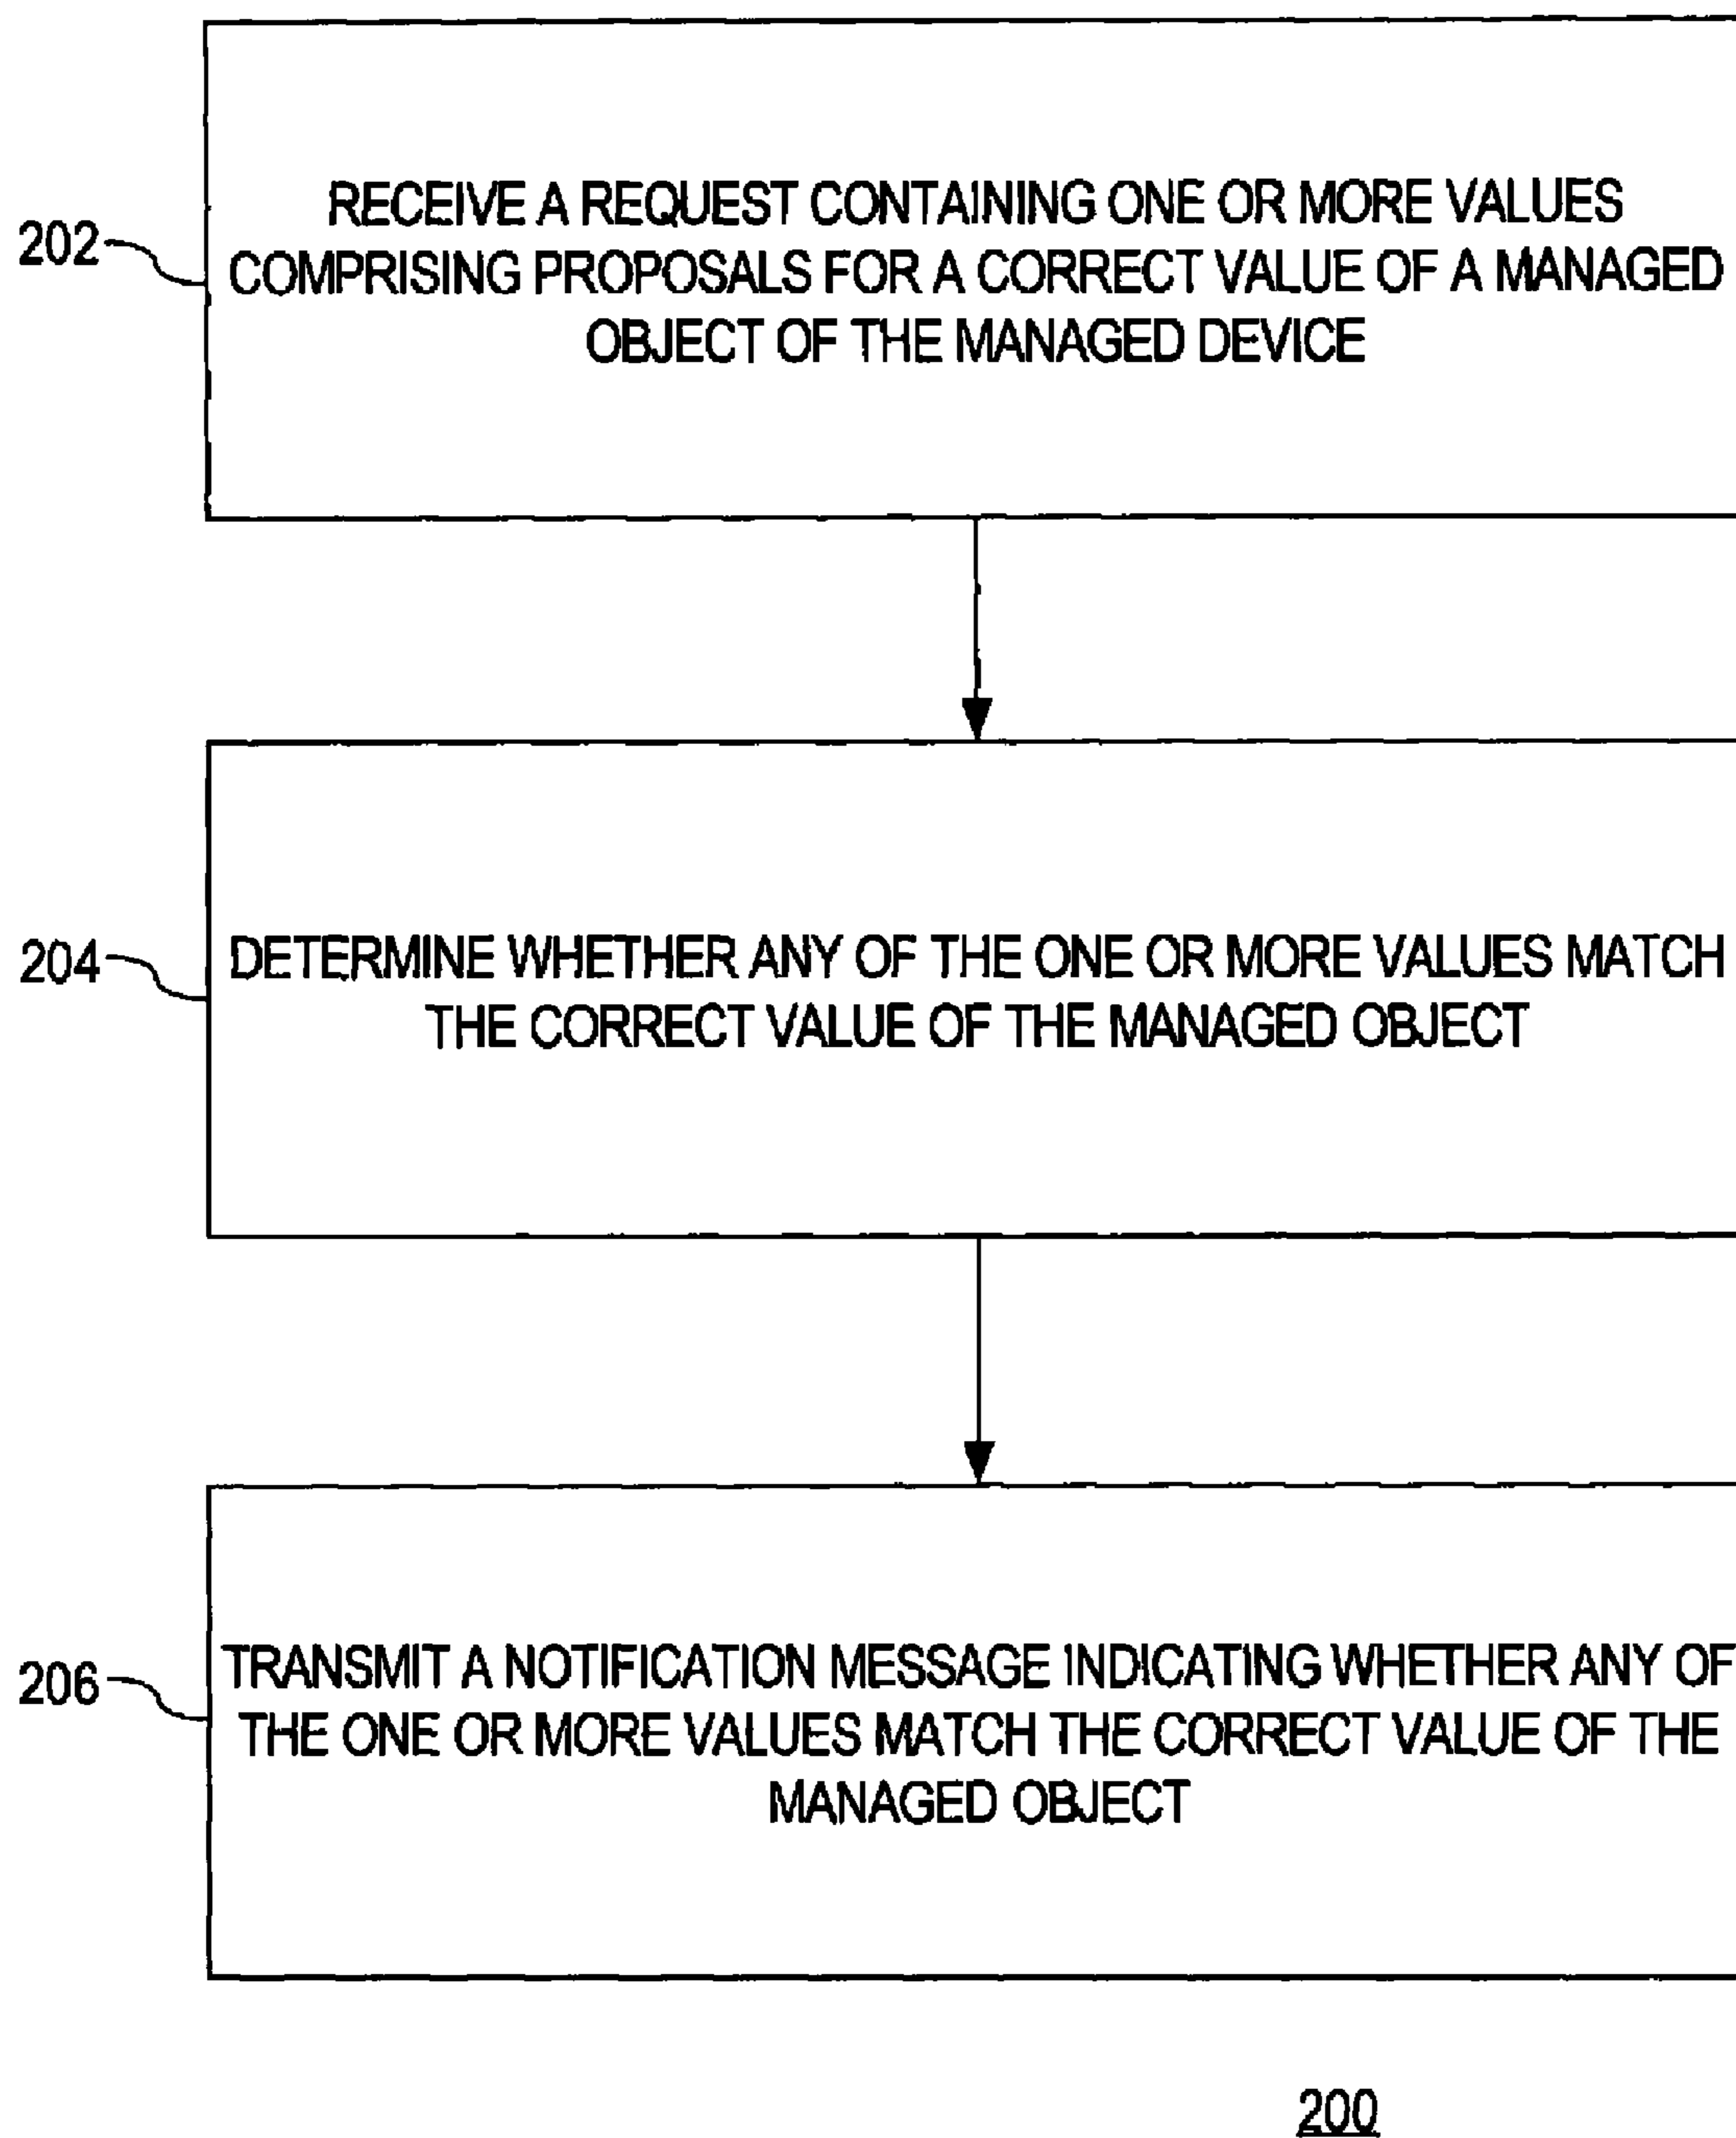 RECEIVE A REQUEST CONTAINING ONE OR MORE VALUES
202
COMPRISING PROPOSALS FOR A CORRECT VALUE OF A MANAGED
OBJECT OF THE MANAGED DEVICE
204
DETERMINE WHETHER ANY OF THE ONE OR MORE VALUES MATCH
THE CORRECT VALUE OF THE MANAGED OBJECT
206
TRANSMIT A NOTIFICATION MESSAGE INDICATING WHETHER ANY OF
THE ONE OR MORE VALUES MATCH THE CORRECT VALUE OF THE
MANAGED OBJECT
200